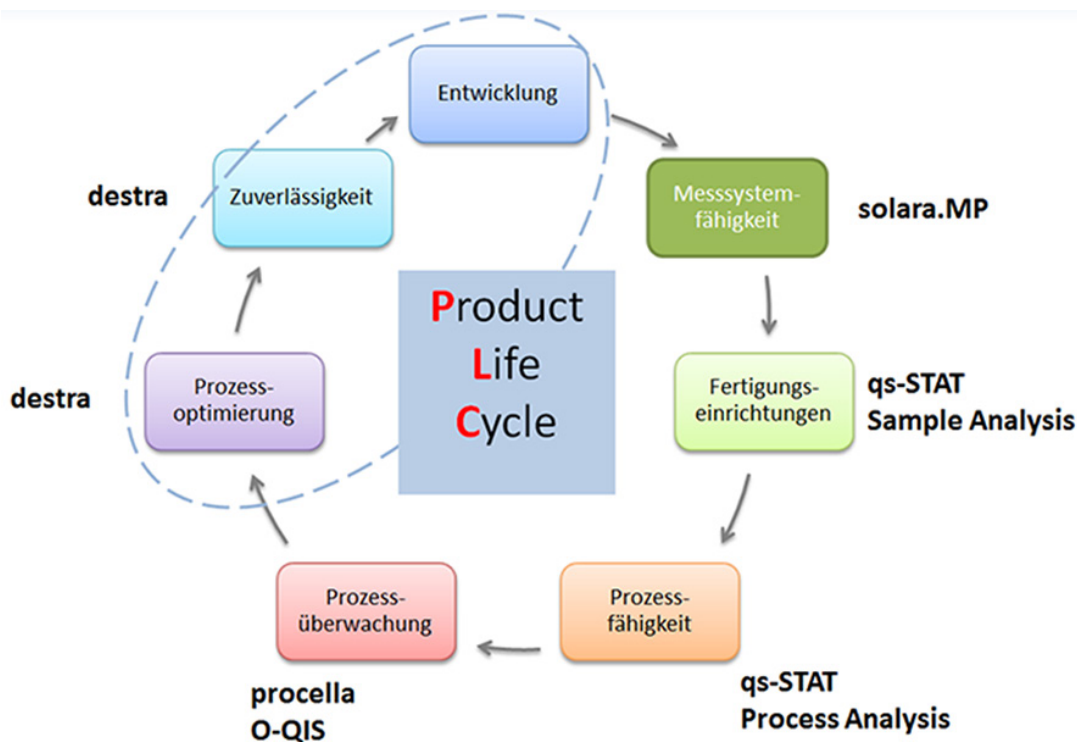 Entwicklung
Messsystem-
fähigkeit
solara.MP
Fertigungs-
einrichtungen
qs-STAT
Sample Analysis
Prozess-
fähigkeit
qs-STAT
Process Analysis
Prozess-
überwachung
procella
O-QIS
Prozess-
optimierung
destra
Zuverlässigkeit
destra
Product
Life
Cycle